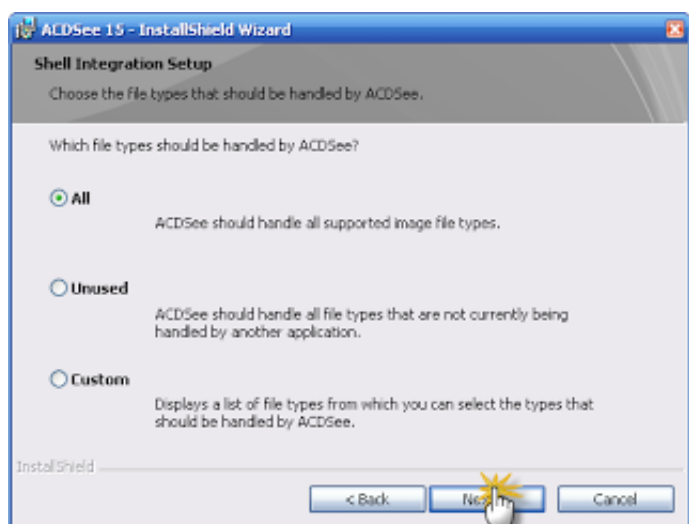 ACDSee 15 - InstallShield Wizard
Shell Integration Setup
Choose the file types that should be handled by ACDSee.
Which file types should be handled by ACDSee?
All
ACDSee should handle all supported image file types.
Unused
ACDSee should handle all file types that are not currently being
handled by another application.
Custom
Displays a list of file types from which you can select the types that
should be handled by ACDSee.
InstallShield
< Back Cancel